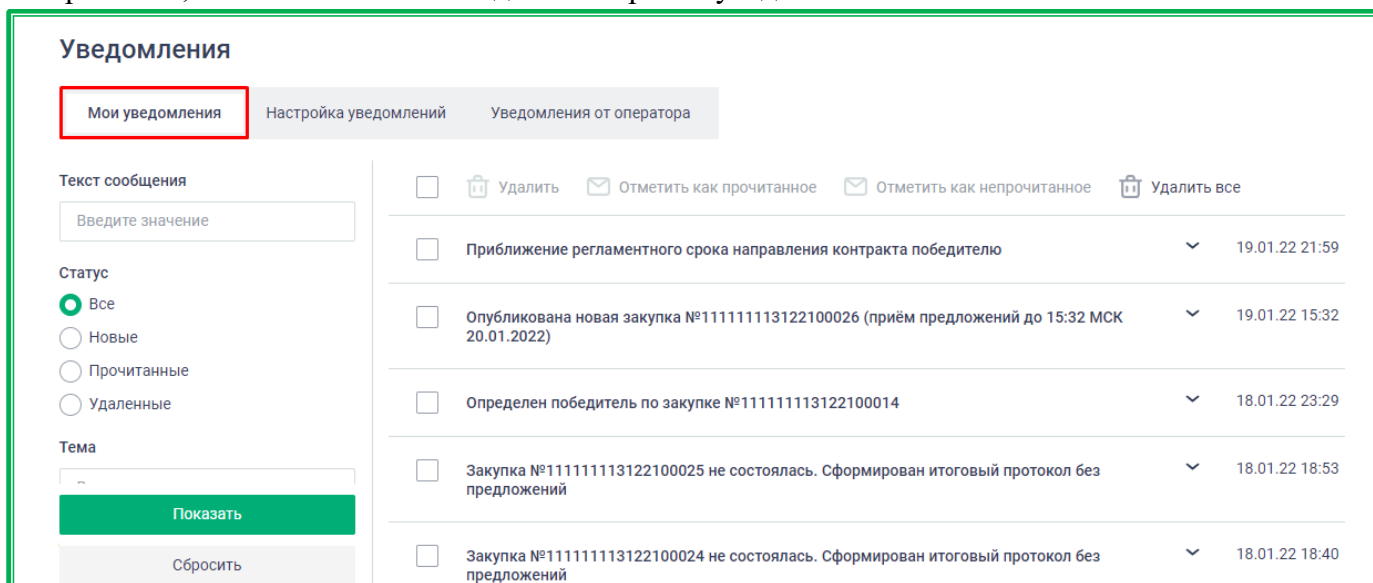 Уведомления
Мои уведомления
Настройка уведомлений
Уведомления от оператора
Текст сообщения
Введите значение
Статус
Все
Новые
Прочитанные
Удаленные
Тема
Показать
Сбросить
Удалить
Отметить как прочитанное
Отметить как непрочитанное
Удалить все
Приближение регламентного срока направления контракта победителю
19.01.22 21:59
Опубликована новая закупка №111111113122100026 (приём предложений до 15:32 МСК
20.01.2022)
19.01.22 15:32
Определен победитель по закупке №111111113122100014
18.01.22 23:29
Закупка №111111113122100025 не состоялась. Сформирован итоговый протокол без
предложений
18.01.22 18:53
Закупка №111111113122100024 не состоялась. Сформирован итоговый протокол без
предложений
18.01.22 18:40